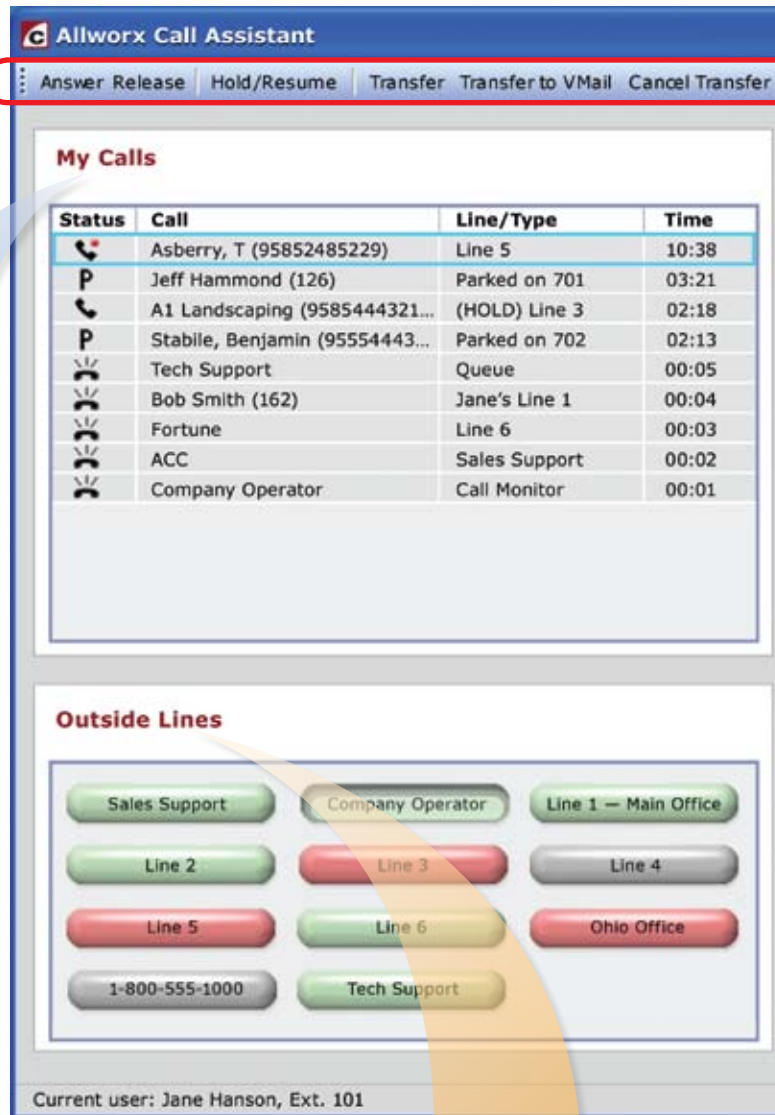 Allworx Call Assistant
Answer Release Hold/Resume Transfer Transfer to VMail Cancel Transfer
My Calls
Status Call Line/Type Time
Asberry, T (95852485229) Line 5 10:38
P Jeff Hammond (126) Parked on 701 03:21
A1 Landscaping (9585444321... (HOLD) Line 3 02:18
P Stabile, Benjamin (95554443... Parked on 702 02:13
Tech Support Queue 00:05
Bob Smith (162) Jane's Line 1 00:04
Fortune Line 6 00:03
ACC Sales Support 00:02
Company Operator Call Monitor 00:01
Outside Lines
Sales Support Company Operator Line 1 — Main Office
Line 2 Line 3 Line 4
Line 5 Line 6 Ohio Office
1-800-555-1000 Tech Support
Current user: Jane Hanson, Ext. 101